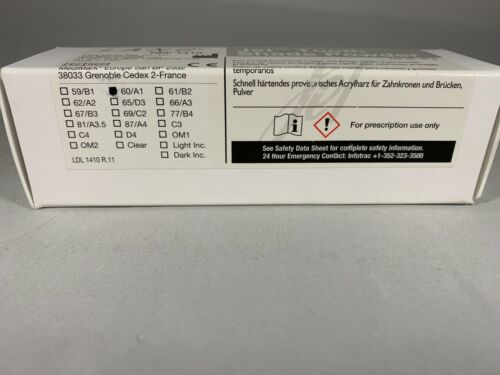 MediMark® Europe Sarl BP 2332
38033 Grenoble Cedex 2-France
59/B1 60/A1 61/B2
62/A2 65/D3 66/A3
67/B3 69/C2 77/B4
81/A3.5 87/A4 C3
C4 D4 OM1
OM2 Clear Light Inc.
Dark Inc.
LDL 1410 R.11
temporarios
Schnell härtendes provisorisches Acrylharz für Zahnkronen und Brücken,
Pulver
For prescription use only
See Safety Data Sheet for complete safety information.
24 Hour Emergency Contact: Infotrac +1-352-323-3500